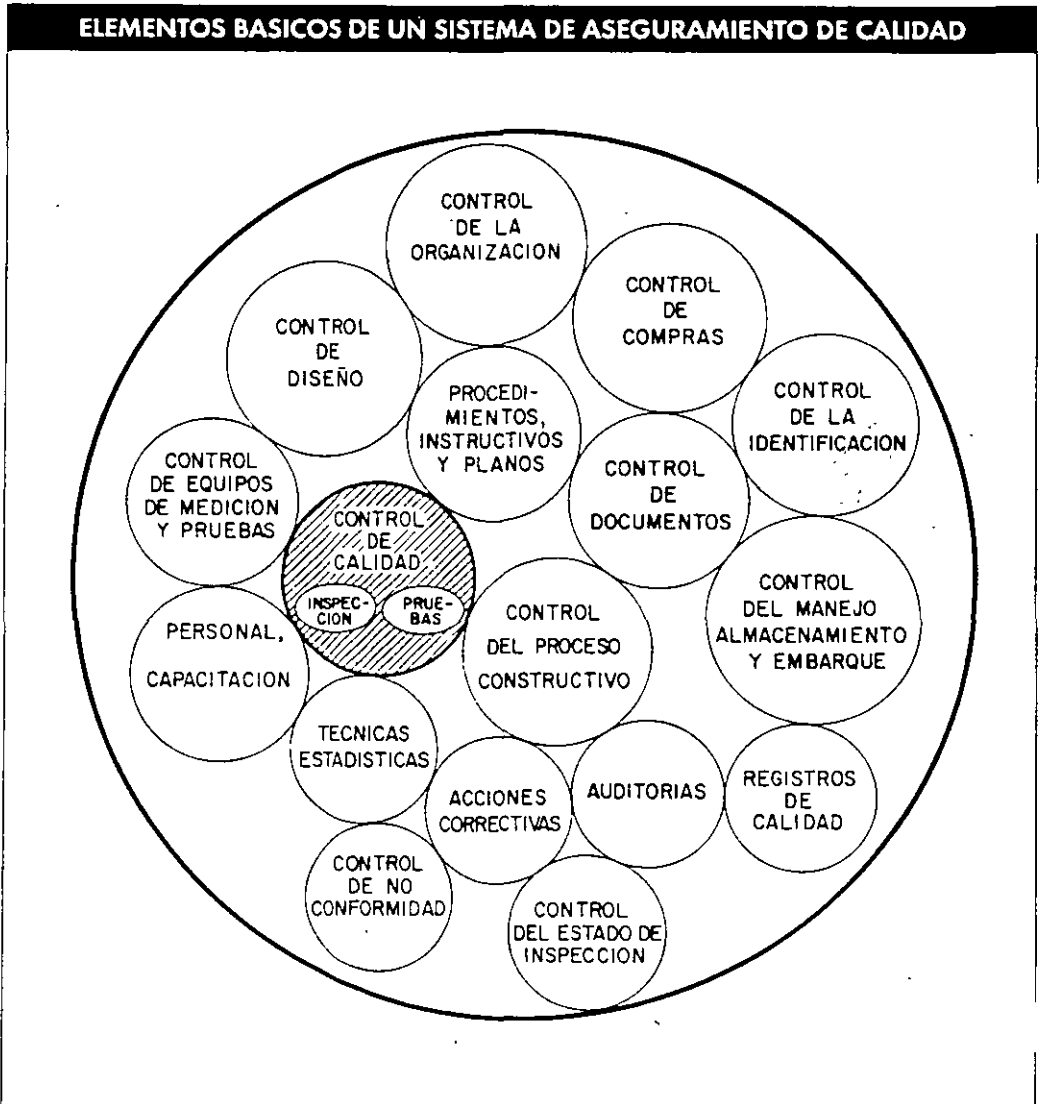 ELEMENTOS BASICOS DE UN SISTEMA DE ASEGURAMIENTO DE CALIDAD
CONTROL
DE LA
ORGANIZACION
CONTROL
DE
COMPRAS
CONTROL
DE
DISEÑO
PROCEDI-
MIENTOS,
INSTRUCTIVOS
Y PLANOS
CONTROL
DE LA
IDENTIFICACION
CONTROL
DE EQUIPOS
DE MEDICION
Y PRUEBAS
CONTROL
DE
DOCUMENTOS
CONTROL
DE
CALIDAD
INSPEC-
CION
PRUE-
BAS
CONTROL
DEL MANEJO
ALMACENAMIENTO
Y EMBARQUE
PERSONAL,
CAPACITACION
CONTROL
DEL PROCESO
CONSTRUCTIVO
TECNICAS
ESTADISTICAS
ACCIONES
CORRECTIVAS
AUDITORIAS
REGISTROS
DE
CALIDAD
CONTROL
DE NO
CONFORMIDAD
CONTROL
DEL ESTADO DE
INSPECCION